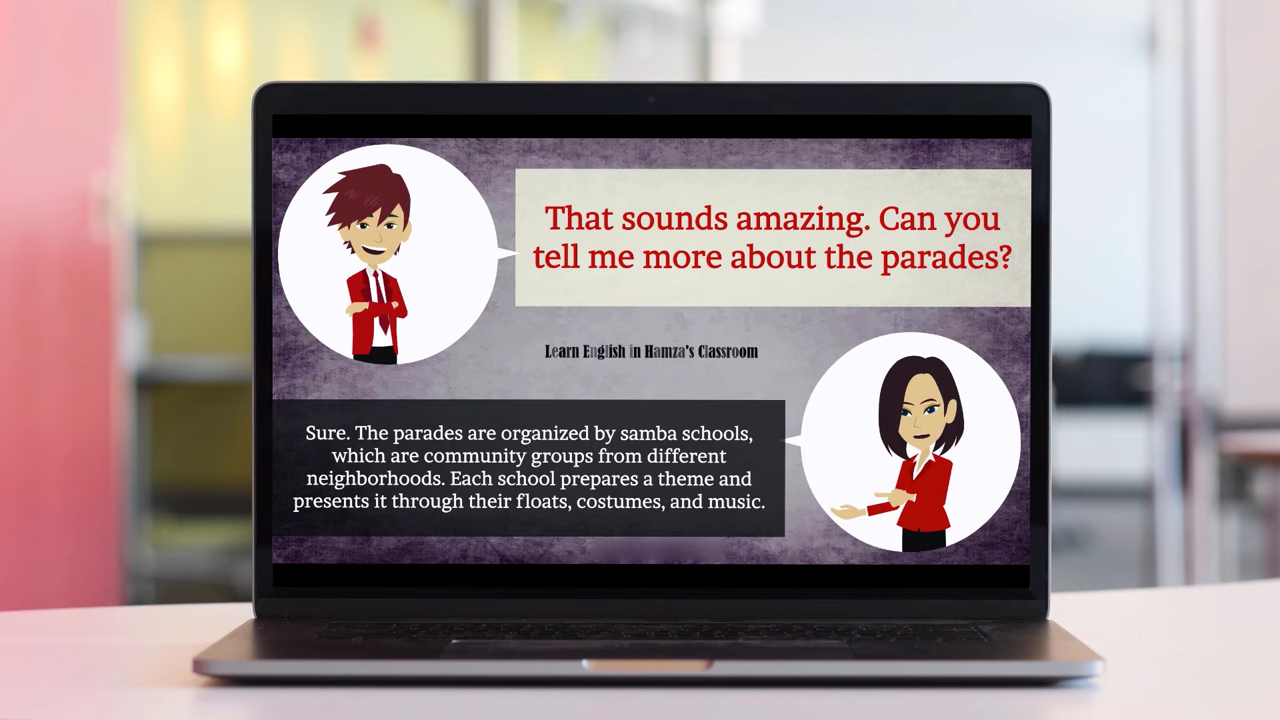 That sounds amazing. Can you
tell me more about the parades?
Learn English in Hamza's Classroom
Sure. The parades are organized by samba schools,
which are community groups from different
neighborhoods. Each school prepares a theme and
presents it through their floats, costumes, and music.